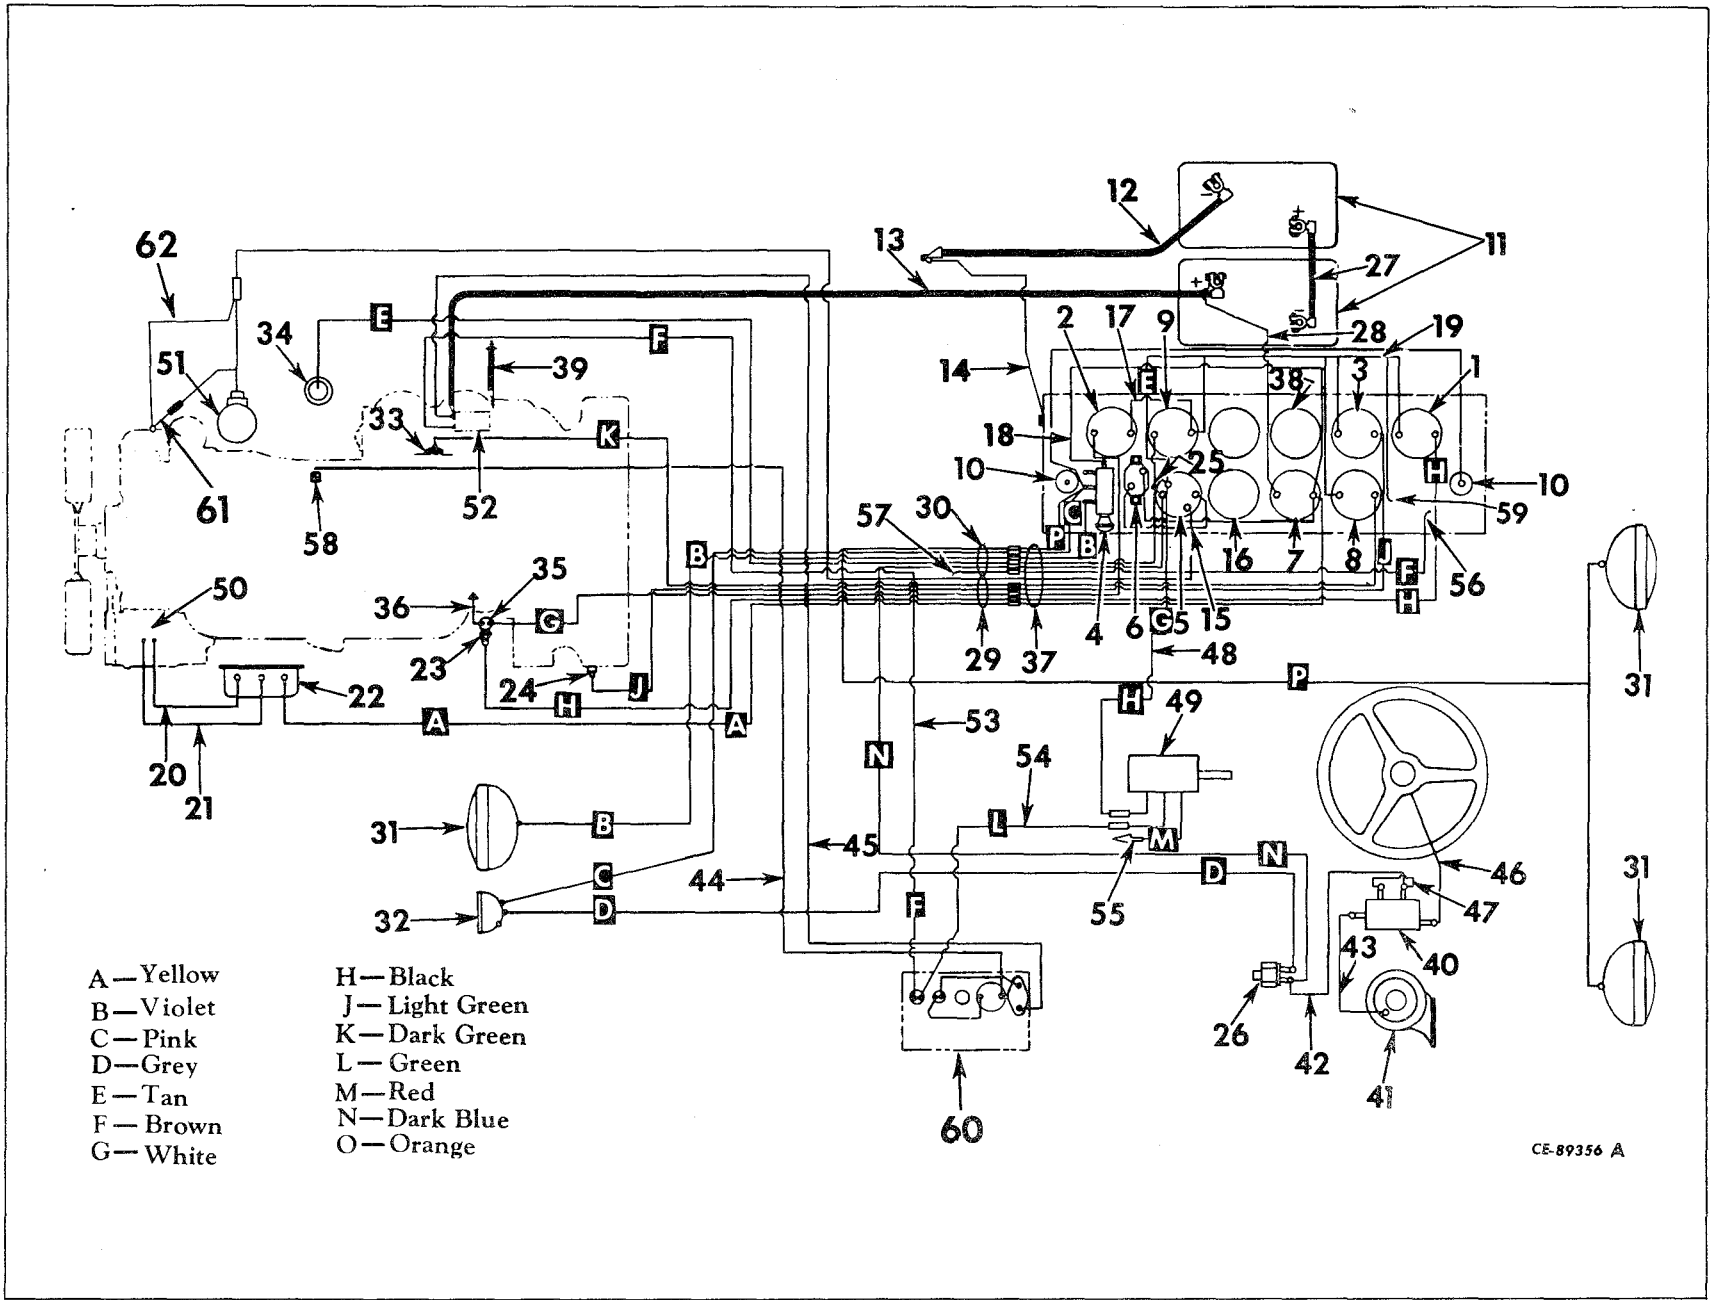 12
62
13
11
27
2
17
9
28
19
34
E
F
3
1
51
39
14
E
38
33
18
K
H
10
25
10
61
58
52
30
57
P
C
B
59
16
7
8
4
6
5
15
J
F
56
H
B
35
50
36
G
23
24
J
H
29
37
G
48
P
31
22
A
A
H
49
20
21
53
N
54
L
M
31
B
45
55
N
D
46
C
44
32
D
F
47
31
43
40
26
42
41
60
A—Yellow
B—Violet
C—Pink
D—Grey
E—Tan
F—Brown
G—White
H—Black
J—Light Green
K—Dark Green
L—Green
M—Red
N—Dark Blue
O—Orange
CE-89356 A
- 
+
+